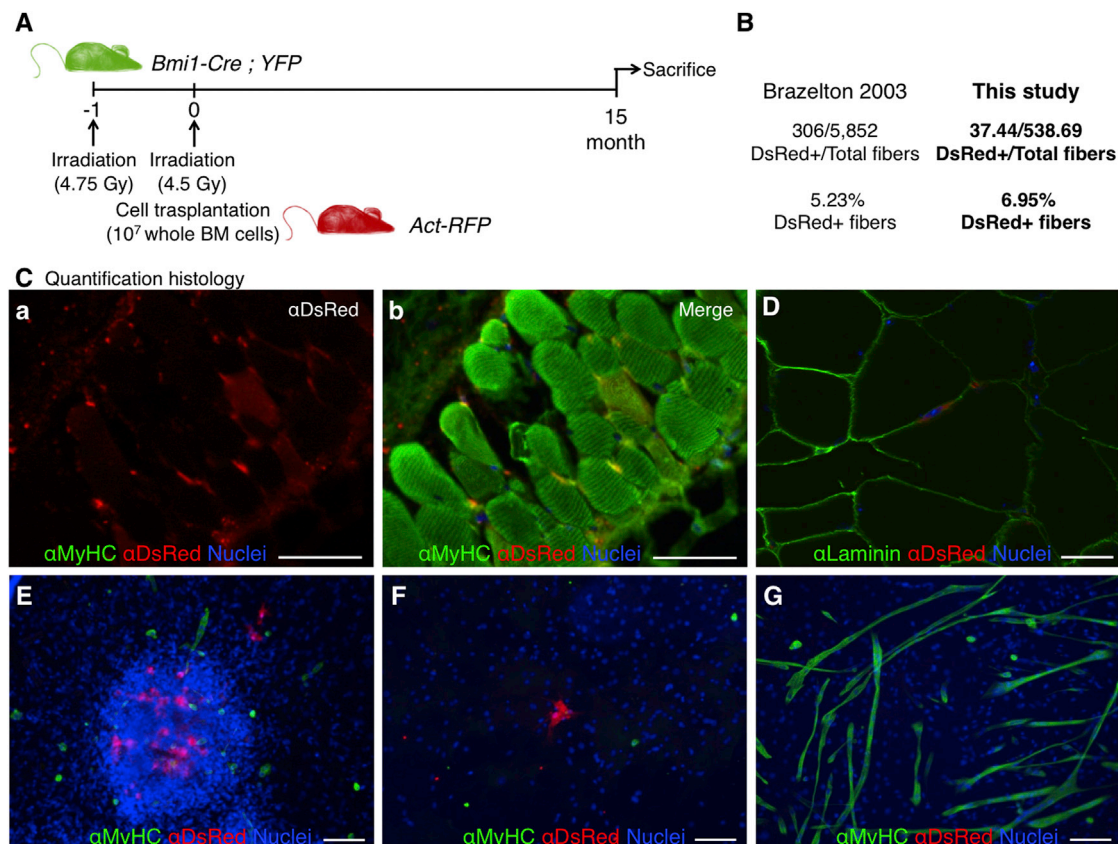 A
Bmi1-Cre ; YFP
Sacrifice
-1
0
15
month
Irradiation
(4.75 Gy)
Irradiation
(4.5 Gy)
Cell trasplantation
(10⁷ whole BM cells)
Act-RFP
B
Brazelton 2003
This study
306/5,852
DsRed+/Total fibers
37.44/538.69
DsRed+/Total fibers
5.23%
DsRed+ fibers
6.95%
DsRed+ fibers
C Quantification histology
a
αDsRed
αMyHC αDsRed Nuclei
b
Merge
αMyHC αDsRed Nuclei
D
αLaminin αDsRed Nuclei
E
αMyHC αDsRed Nuclei
F
αMyHC αDsRed Nuclei
G
αMyHC αDsRed Nuclei